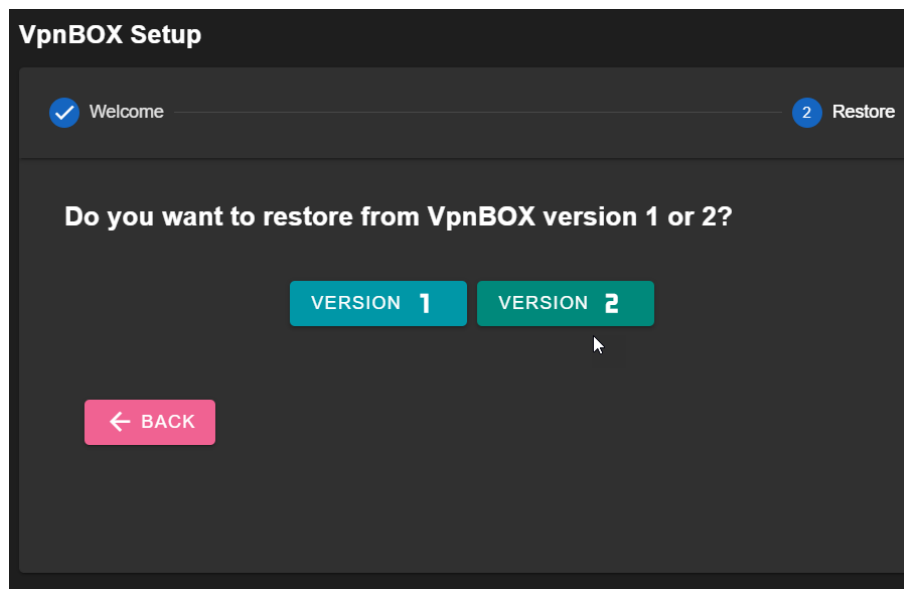 VpnBOX Setup
Welcome
2 Restore
Do you want to restore from VpnBOX version 1 or 2?
VERSION 1 VERSION 2
BACK